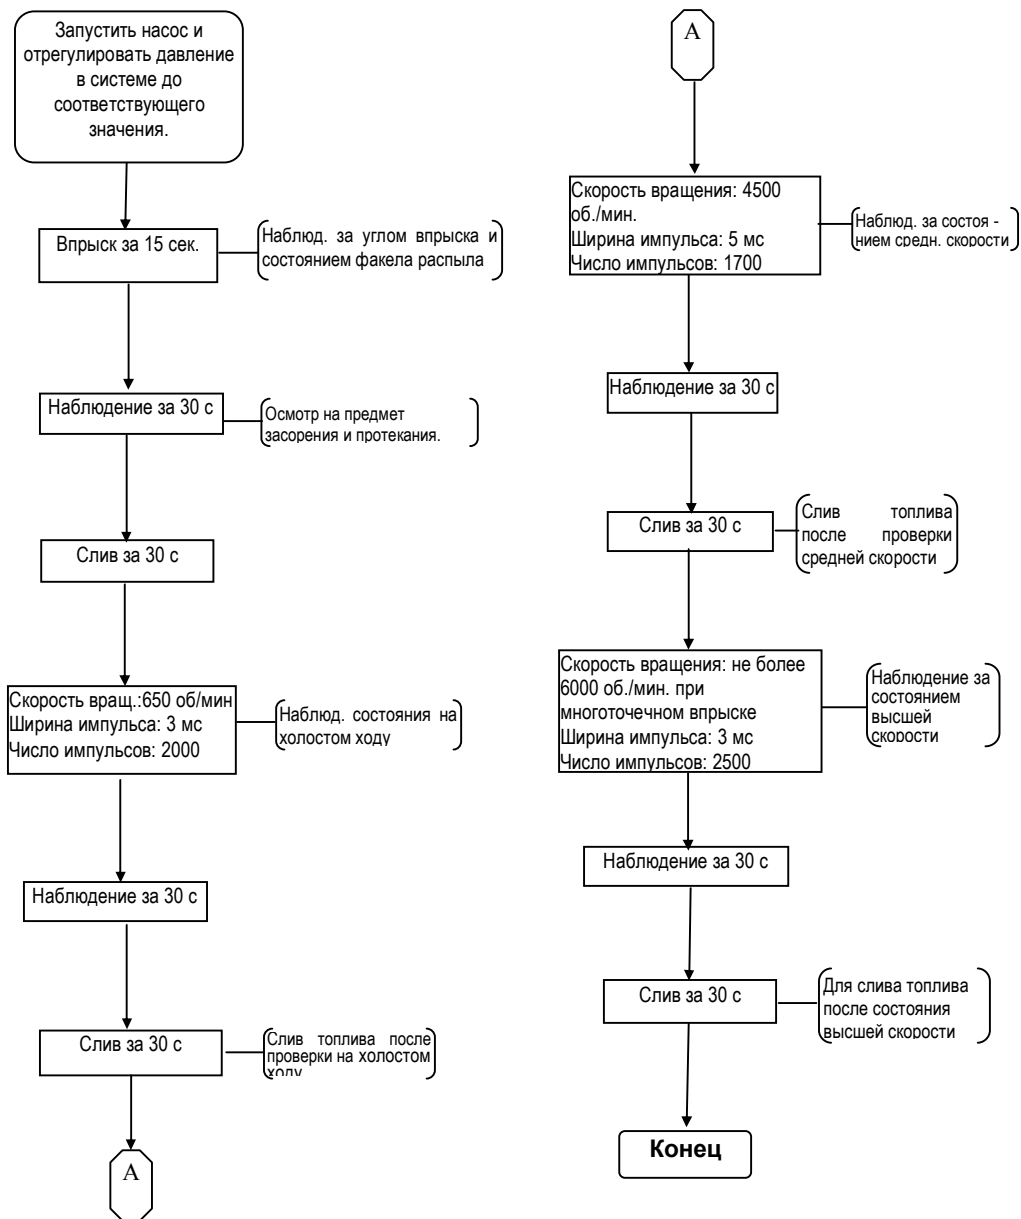 Запустить насос и
отрегулировать давление
в системе до
соответствующего
значения.
Впрыск за 15 сек.
Наблюд. за углом впрыска и
состоянием факела распыла
Наблюдение за 30 с
Осмотр на предмет
засорения и протекания.
Слив за 30 с
Скорость вращ.:650 об/мин
Ширина импульса: 3 мс
Число импульсов: 2000
Наблюд. состояния на
холостом ходу
Наблюдение за 30 с
Слив за 30 с
Слив топлива после
проверки на холостом
ходу
A
A
Скорость вращения: 4500
об./мин.
Ширина импульса: 5 мс
Число импульсов: 1700
Наблюд. за состоя -
нием средн. скорости
Наблюдение за 30 с
Слив за 30 с
Слив топлива
после проверки
средней скорости
Скорость вращения: не более
6000 об./мин. при
многоточечном впрыске
Ширина импульса: 3 мс
Число импульсов: 2500
Наблюдение за
состоянием
высшей
скорости
Наблюдение за 30 с
Слив за 30 с
Для слива топлива
после состояния
высшей скорости
Конец